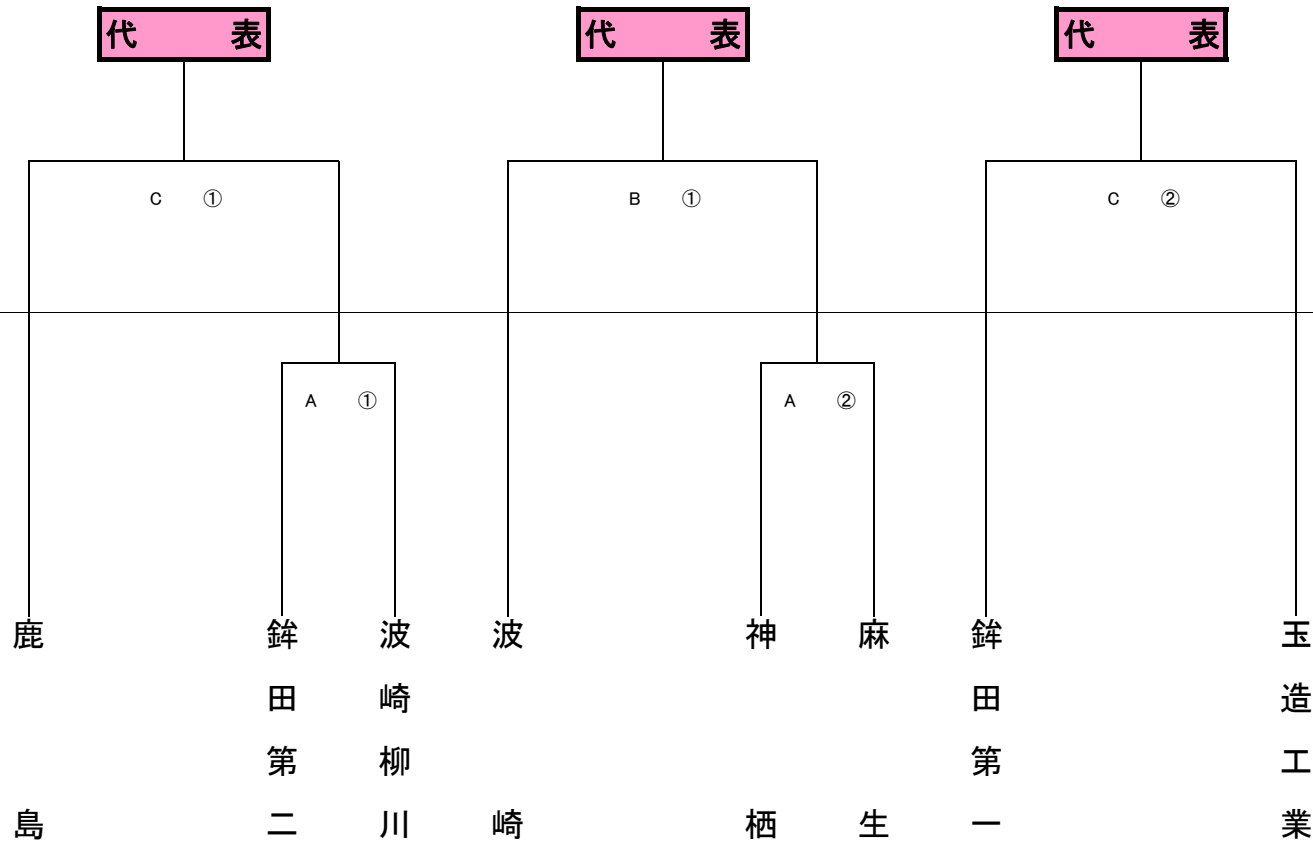 代 表
代 表
代 表
C ①
B ①
C ②
A ①
A ②
鹿島
鉾田第二
波崎柳川
波崎
神栖
麻生
鉾田第一
玉造工業